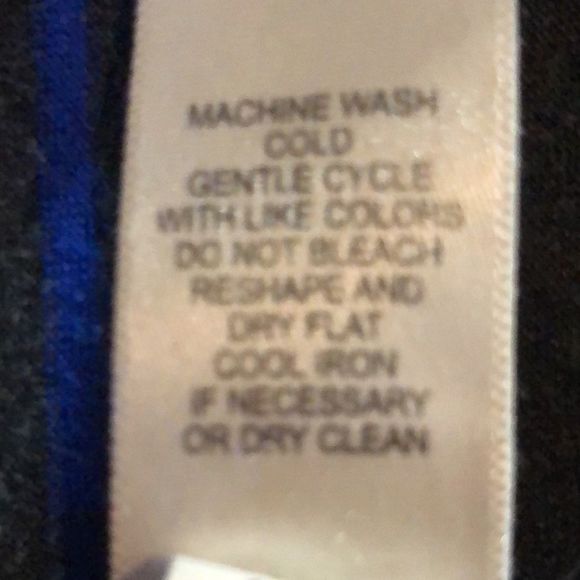 MACHINE WASH
COLD
GENTLE CYCLE
WITH LIKE COLORS
DO NOT BLEACH
RESHAPE AND
DRY FLAT
COOL IRON
IF NECESSARY
OR DRY CLEAN